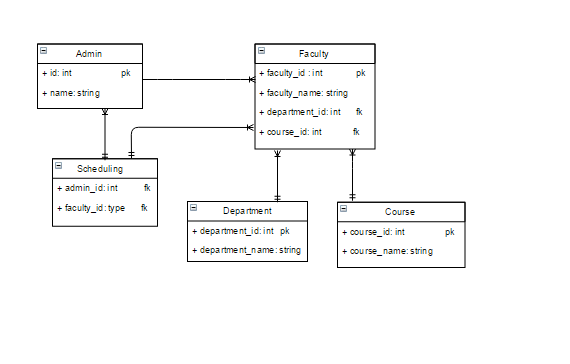 Admin
+ id: int pk
+ name: string
Faculty
+ faculty_id : int pk
+ faculty_name: string
+ department_id: int fk
+ course_id: int fk
Scheduling
+ admin_id: int fk
+ faculty_id: type fk
Department
+ department_id: int pk
+ department_name: string
Course
+ course_id: int pk
+ course_name: string